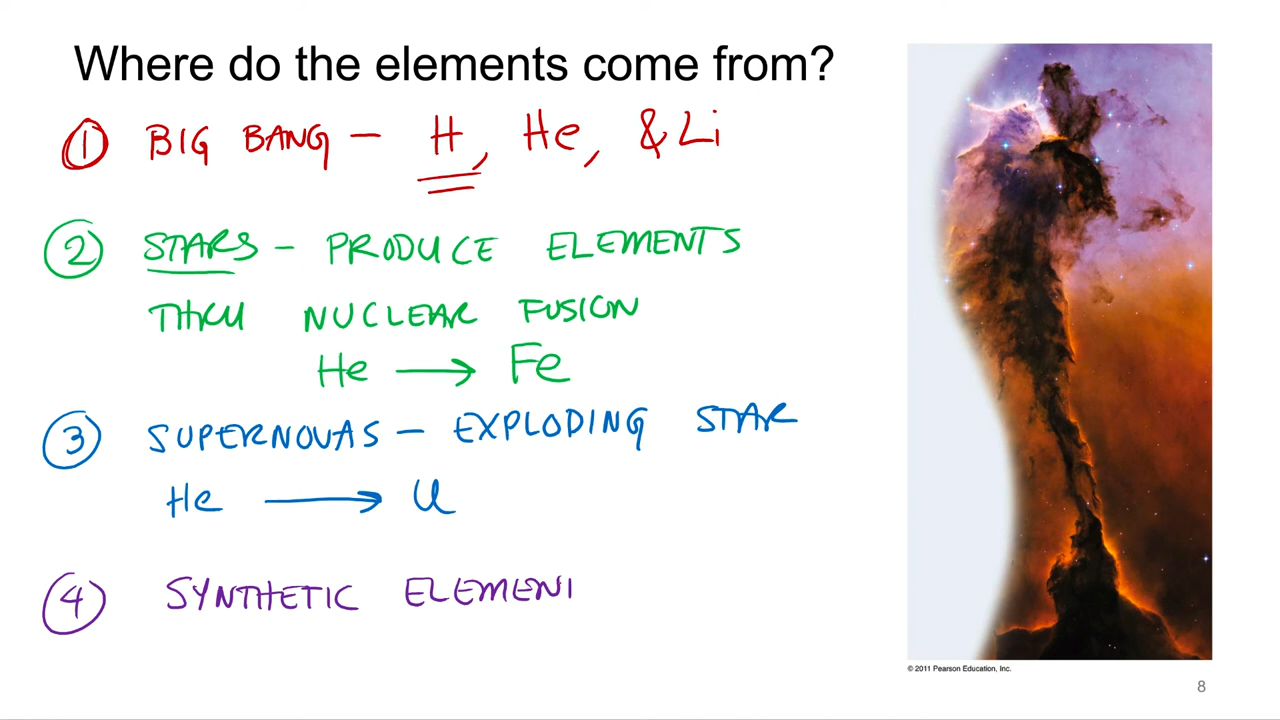 Where do the elements come from?
① BIG BANG – H, He, & Li
② STARS – PRODUCE ELEMENTS
THRU NUCLEAR FUSION
He → Fe
③ SUPERNOVAS – EXPLODING STAR
He → U
④ SYNTHETIC ELEMEN
© 2011 Pearson Education, Inc.
8